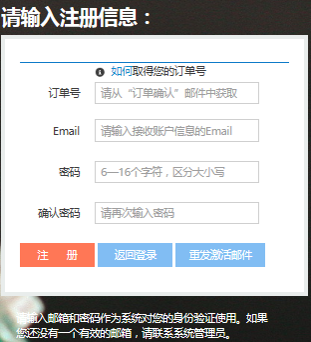 请输入注册信息：
如何取得您的订单号
订单号 请从“订单确认”邮件中获取
Email 请输入接收账户信息的Email
密码 6—16个字符，区分大小写
确认密码 请再次输入密码
注 册 返回登录 重发激活邮件
请输入邮箱和密码作为系统对您的身份验证使用。如果
您还没有一个有效的邮箱，请联系系统管理员。